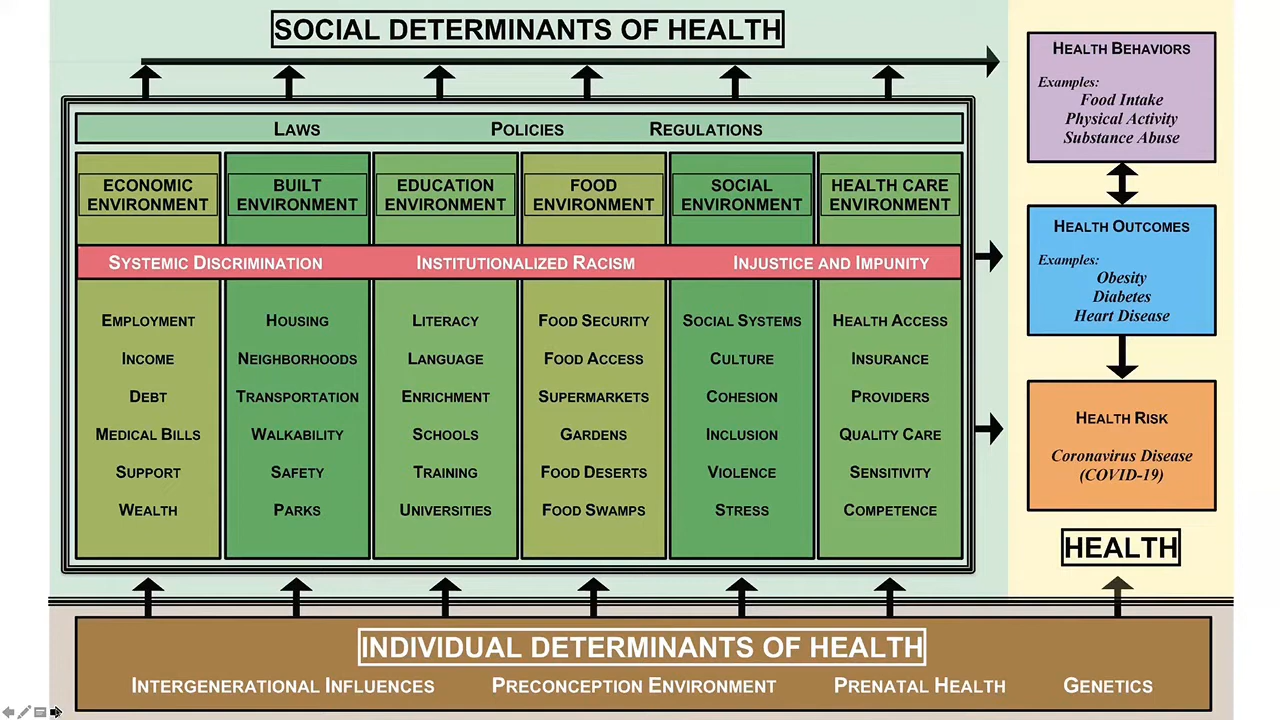 SOCIAL DETERMINANTS OF HEALTH
LAWS POLICIES REGULATIONS
ECONOMIC ENVIRONMENT
BUILT ENVIRONMENT
EDUCATION ENVIRONMENT
FOOD ENVIRONMENT
SOCIAL ENVIRONMENT
HEALTH CARE ENVIRONMENT
SYSTEMIC DISCRIMINATION INSTITUTIONALIZED RACISM INJUSTICE AND IMPUNITY
EMPLOYMENT
INCOME
DEBT
MEDICAL BILLS
SUPPORT
WEALTH
HOUSING
NEIGHBORHOODS
TRANSPORTATION
WALKABILITY
SAFETY
PARKS
LITERACY
LANGUAGE
ENRICHMENT
SCHOOLS
TRAINING
UNIVERSITIES
FOOD SECURITY
FOOD ACCESS
SUPERMARKETS
GARDENS
FOOD DESERTS
FOOD SWAMPS
SOCIAL SYSTEMS
CULTURE
COHESION
INCLUSION
VIOLENCE
STRESS
HEALTH ACCESS
INSURANCE
PROVIDERS
QUALITY CARE
SENSITIVITY
COMPETENCE
HEALTH BEHAVIORS
Examples:
Food Intake
Physical Activity
Substance Abuse
HEALTH OUTCOMES
Examples:
Obesity
Diabetes
Heart Disease
HEALTH RISK
Coronavirus Disease
(COVID-19)
HEALTH
INDIVIDUAL DETERMINANTS OF HEALTH
INTERGENERATIONAL INFLUENCES PRECONCEPTION ENVIRONMENT PRENATAL HEALTH GENETICS